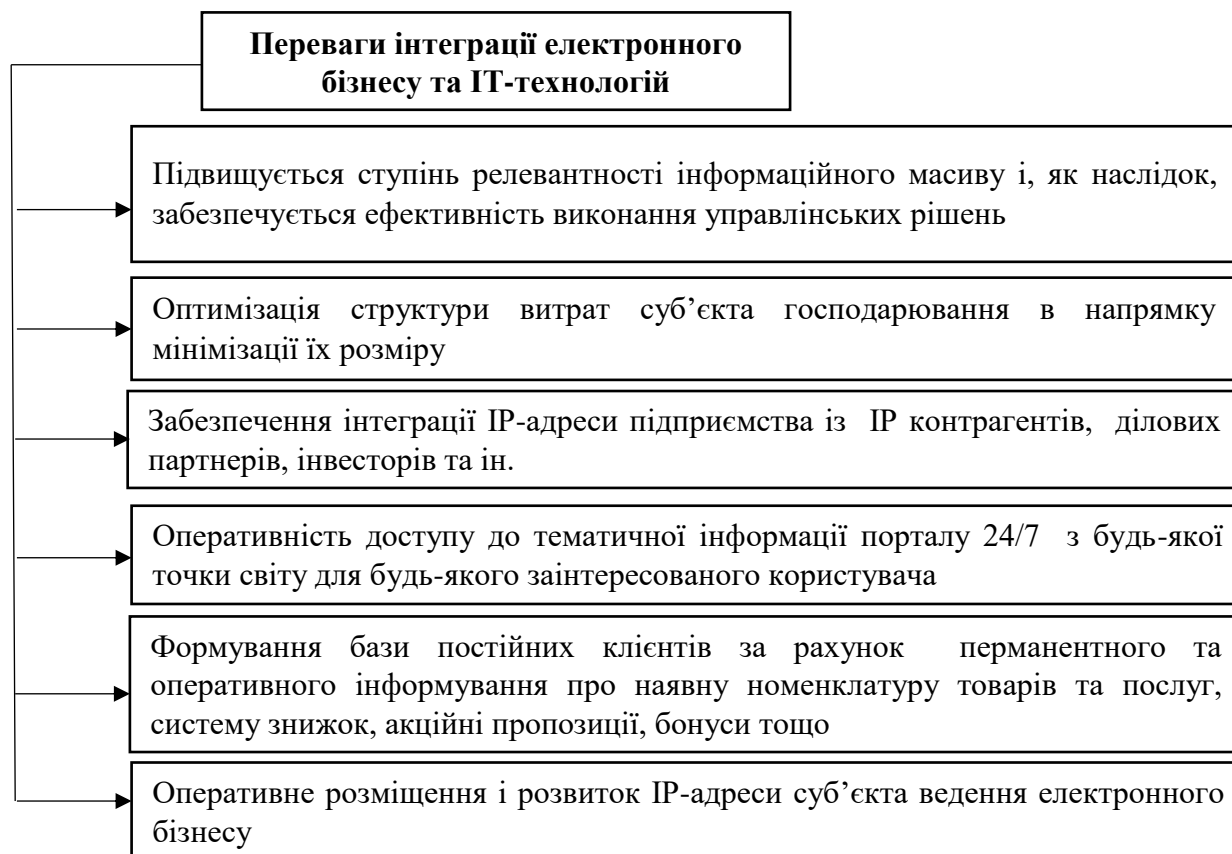 Переваги інтеграції електронного
бізнесу та ІТ-технологій
Підвищується ступінь релевантності інформаційного масиву і, як наслідок,
забезпечується ефективність виконання управлінських рішень
Оптимізація структури витрат суб’єкта господарювання в напрямку
мінімізації їх розміру
Забезпечення інтеграції IP-адреси підприємства із IP контрагентів, ділових
партнерів, інвесторів та ін.
Оперативність доступу до тематичної інформації порталу 24/7 з будь-якої
точки світу для будь-якого заінтересованого користувача
Формування бази постійних клієнтів за рахунок перманентного та
оперативного інформування про наявну номенклатуру товарів та послуг,
систему знижок, акційні пропозиції, бонуси тощо
Оперативне розміщення і розвиток IP-адреси суб’єкта ведення електронного
бізнесу